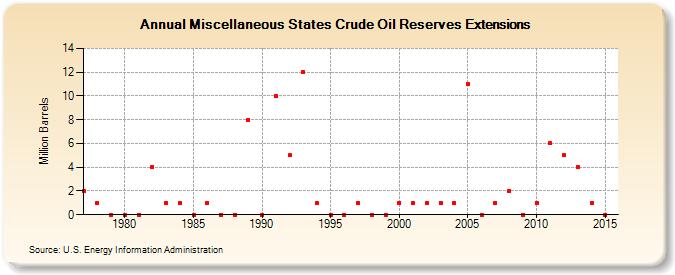 Annual Miscellaneous States Crude Oil Reserves Extensions
Million Barrels
14
12
10
8
6
4
2
0
1980 1985 1990 1995 2000 2005 2010 2015
Source: U.S. Energy Information Administration